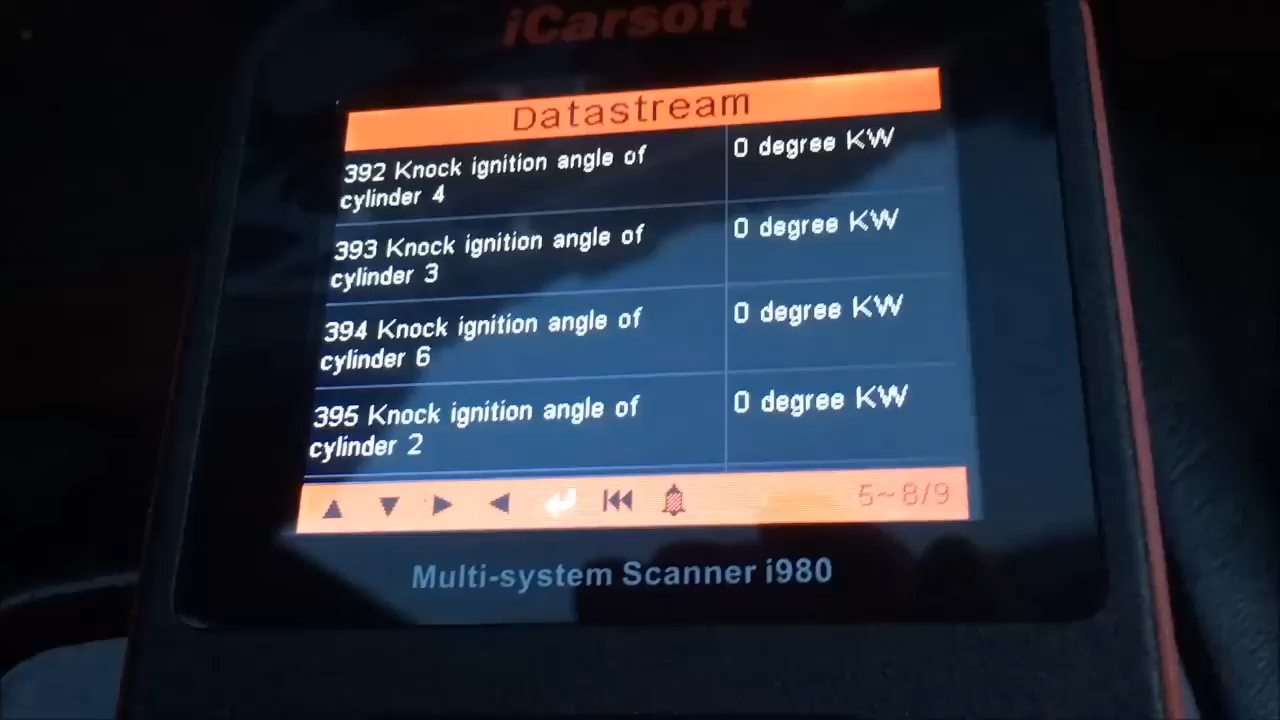 iCarsoft
Datastream
392 Knock ignition angle of
cylinder 4
0 degree KW
393 Knock ignition angle of
cylinder 3
0 degree KW
394 Knock ignition angle of
cylinder 6
0 degree KW
395 Knock ignition angle of
cylinder 2
0 degree KW
5~8/9
Multi-system Scanner i980